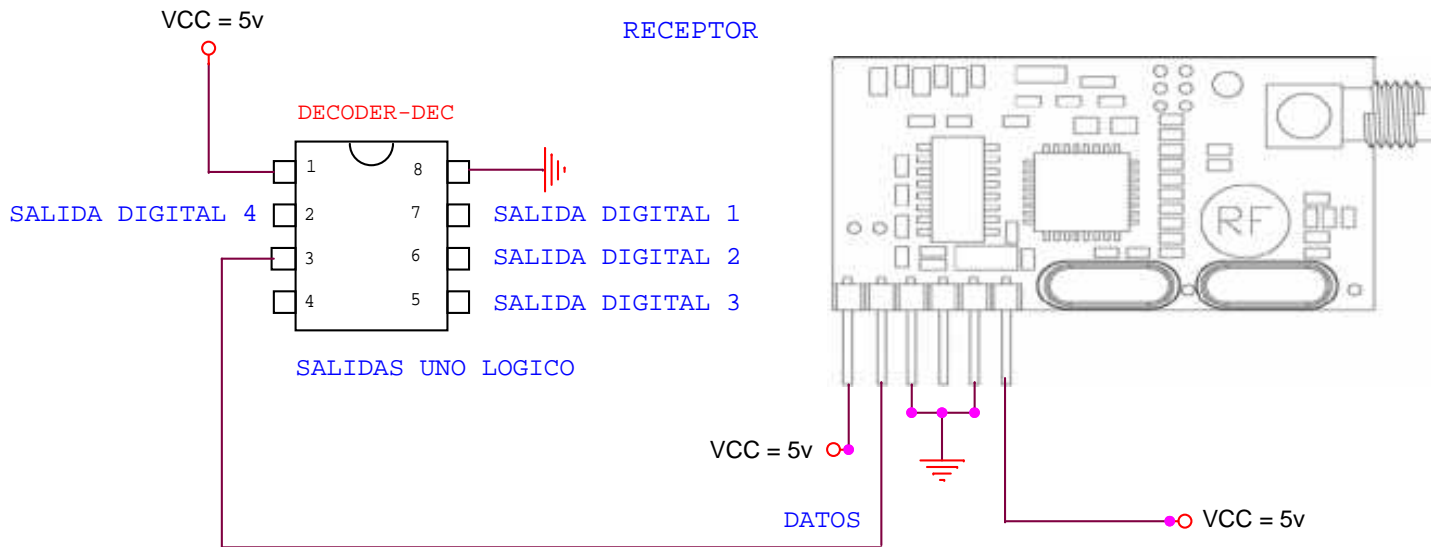 VCC = 5v
RECEPTOR
DECODER-DEC
1 8
SALIDA DIGITAL 4 2 7 SALIDA DIGITAL 1
3 6 SALIDA DIGITAL 2
4 5 SALIDA DIGITAL 3
SALIDAS UNO LOGICO
RF
VCC = 5v
DATOS
VCC = 5v